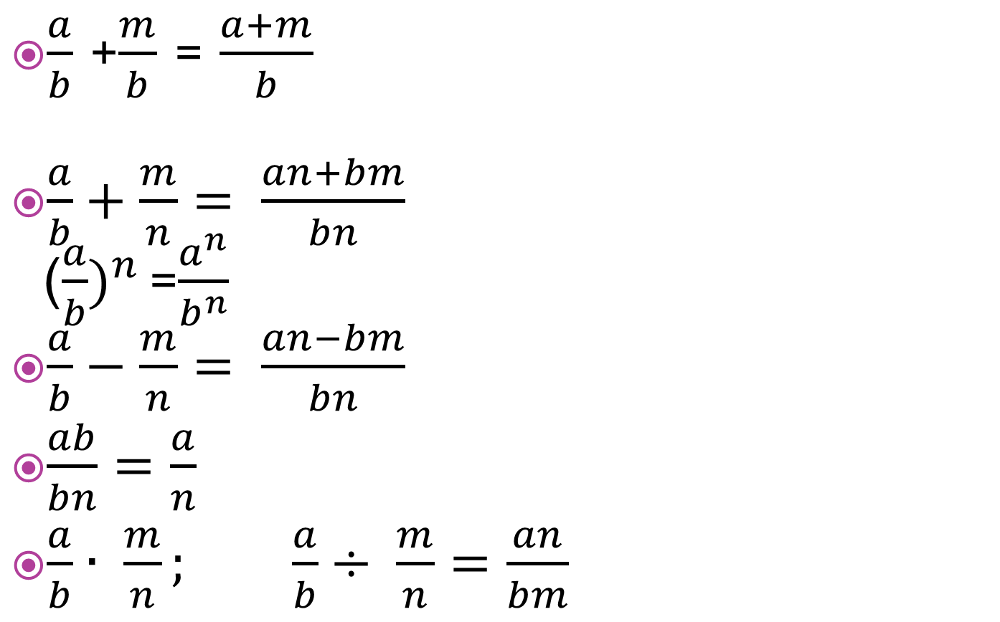 a/b + m/b = a+m/b
a/b + m/n = an+bm/bn
(a/b)^n = a^n/b^n
a/b − m/n = an−bm/bn
ab/bn = a/n
a/b · m/n ; a/b ÷ m/n = an/bm